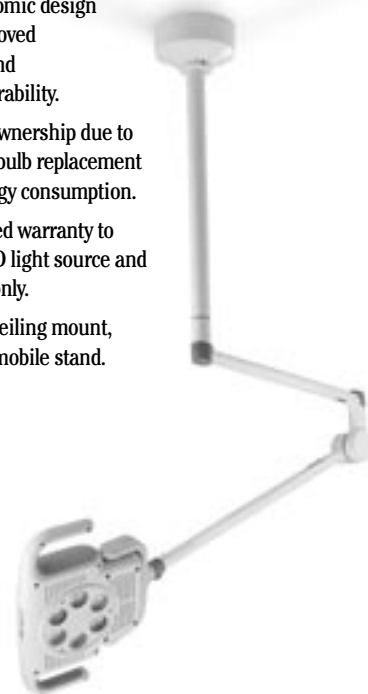 omic design
oved
nd
rability.
wnership due to
bulb replacement
gy consumption.
ed warranty to
D light source and
only.
eiling mount,
mobile stand.